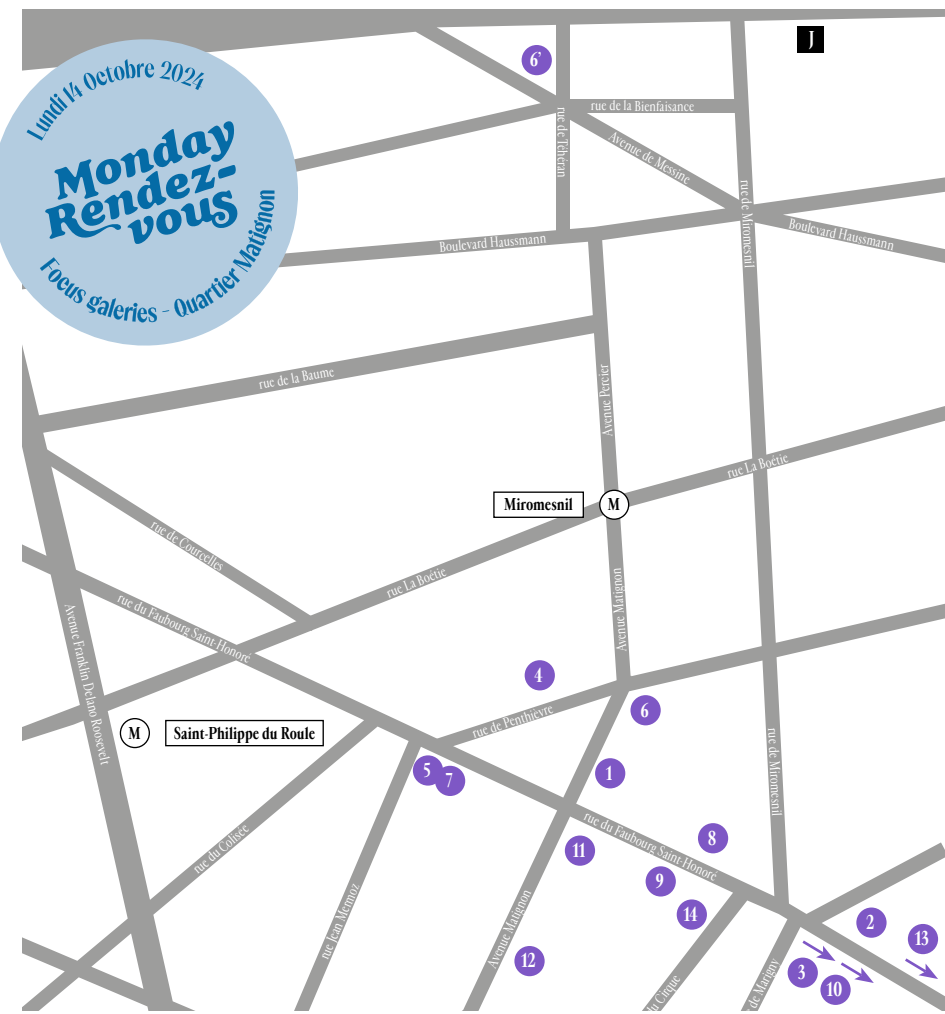 Lundi 14 Octobre 2024
Monday
Rendez-
vous
Focus galeries - Quartier Matignon
J
6'
rue de la Bienfaisance
rue de Téhéran
Avenue de Messine
rue de Miromesnil
Boulevard Haussmann
Boulevard Haussmann
rue de la Baume
Avenue Percier
rue La Boétie
Miromesnil
M
rue de Courcelles
rue La Boétie
Avenue Matignon
rue du Faubourg Saint-Honoré
Avenue Franklin Delano Roosevelt
4
6
rue de Penthièvre
M
Saint-Philippe du Roule
5
7
1
rue de Miromesnil
rue du Colisée
rue du Faubourg Saint-Honoré
8
11
9
14
rue Jean Mermoz
Avenue Matignon
12
2
13
3
10
du Cirque
de Marigny